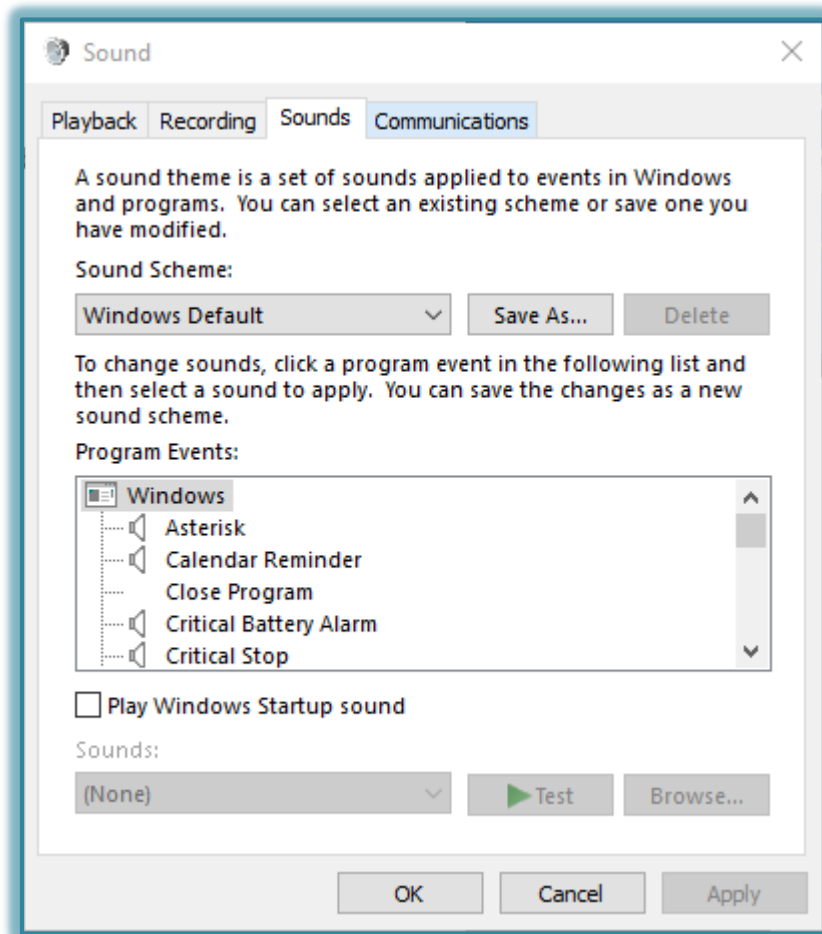 Sound
Playback Recording Sounds Communications
A sound theme is a set of sounds applied to events in Windows
and programs.  You can select an existing scheme or save one you
have modified.
Sound Scheme:
Windows Default Save As... Delete
To change sounds, click a program event in the following list and
then select a sound to apply.  You can save the changes as a new
sound scheme.
Program Events:
Windows
Asterisk
Calendar Reminder
Close Program
Critical Battery Alarm
Critical Stop
Play Windows Startup sound
Sounds:
(None) Test Browse...
OK Cancel Apply